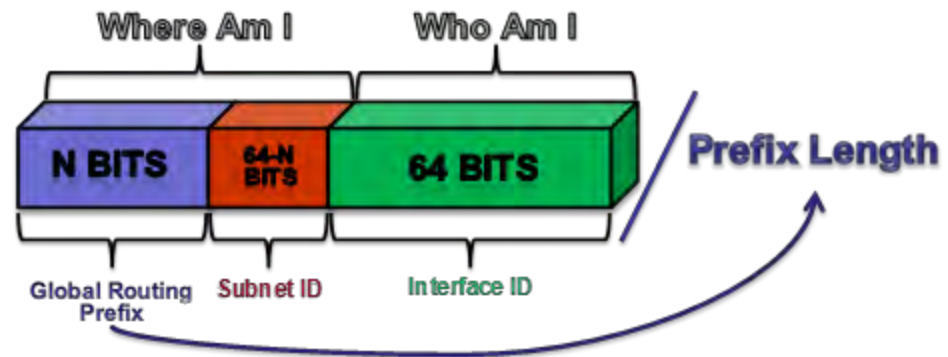 Where Am I
Who Am I
N BITS
64-N
BITS
64 BITS
/
Prefix Length
Global Routing
Prefix
Subnet ID
Interface ID